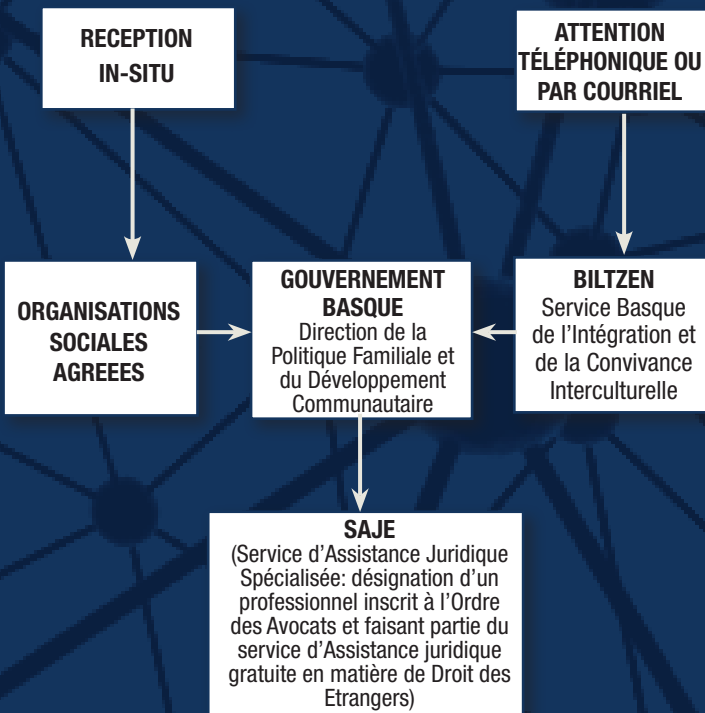 RECEPTION
IN-SITU
ATTENTION
TÉLÉPHONIQUE OU
PAR COURRIEL
ORGANISATIONS
SOCIALES
AGREEES
GOUVERNEMENT
BASQUE
Direction de la
Politique Familiale et
du Développement
Communautaire
BILTZEN
Service Basque
de l’Intégration et
de la Convivance
Interculturelle
SAJE
(Service d’Assistance Juridique
Spécialisée: désignation d’un
professionnel inscrit à l’Ordre
des Avocats et faisant partie du
service d’Assistance juridique
gratuite en matière de Droit des
Etrangers)